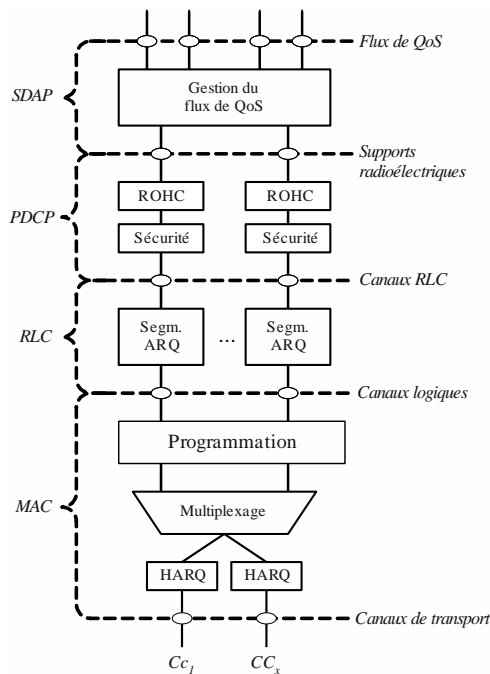 Flux de QoS
SDAP
Gestion du
flux de QoS
Supports
radioélectriques
ROHC
ROHC
PDCP
Sécurité
Sécurité
Canaux RLC
RLC
Segm.
ARQ
...
Segm.
ARQ
Canaux logiques
Programmation
MAC
Multiplexage
HARQ
HARQ
Canaux de transport
Cc1
CCx